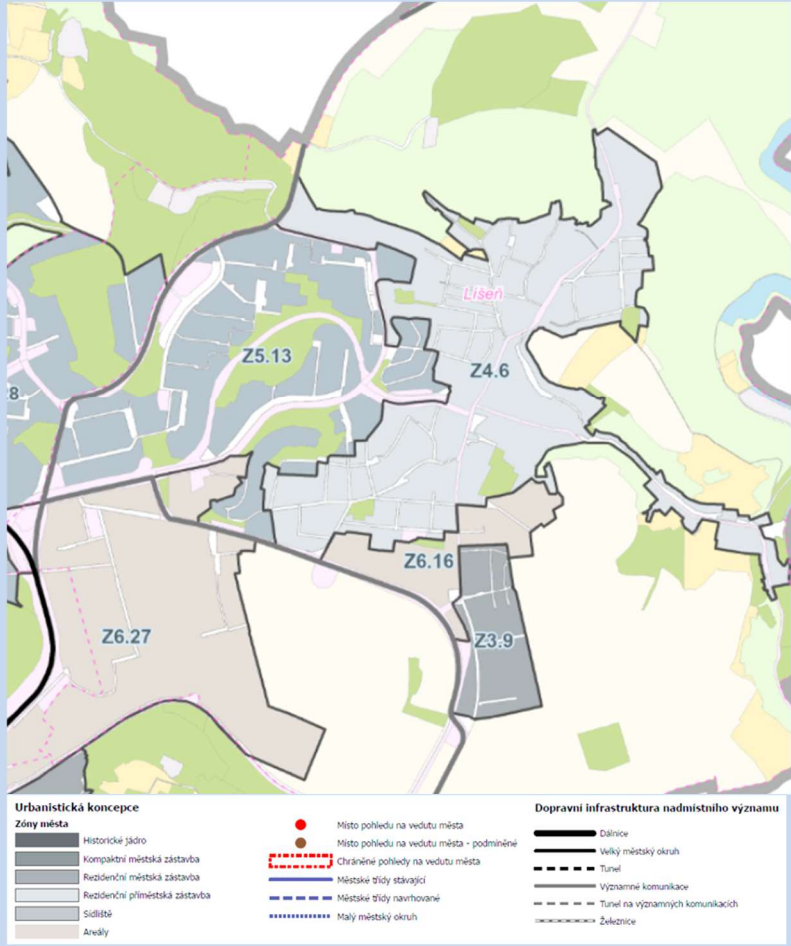 Líšeň
Z5.13
8
Z4.6
Z6.16
Z6.27
Z3.9
Urbanistická koncepce
Zóny města
Historické jádro
Kompaktní městská zástavba
Rezidenční městská zástavba
Rezidenční příměstská zástavba
Sídliště
Areály
Místo pohledu na vedutu města
Místo pohledu na vedutu města - podmíněné
Chráněné pohledy na vedutu města
Městské třídy stávající
Městské třídy navrhované
Malý městský okruh
Dopravní infrastruktura nadmístního významu
Dálnice
Velký městský okruh
Tunel
Významné komunikace
Tunel na významných komunikacích
Železnice